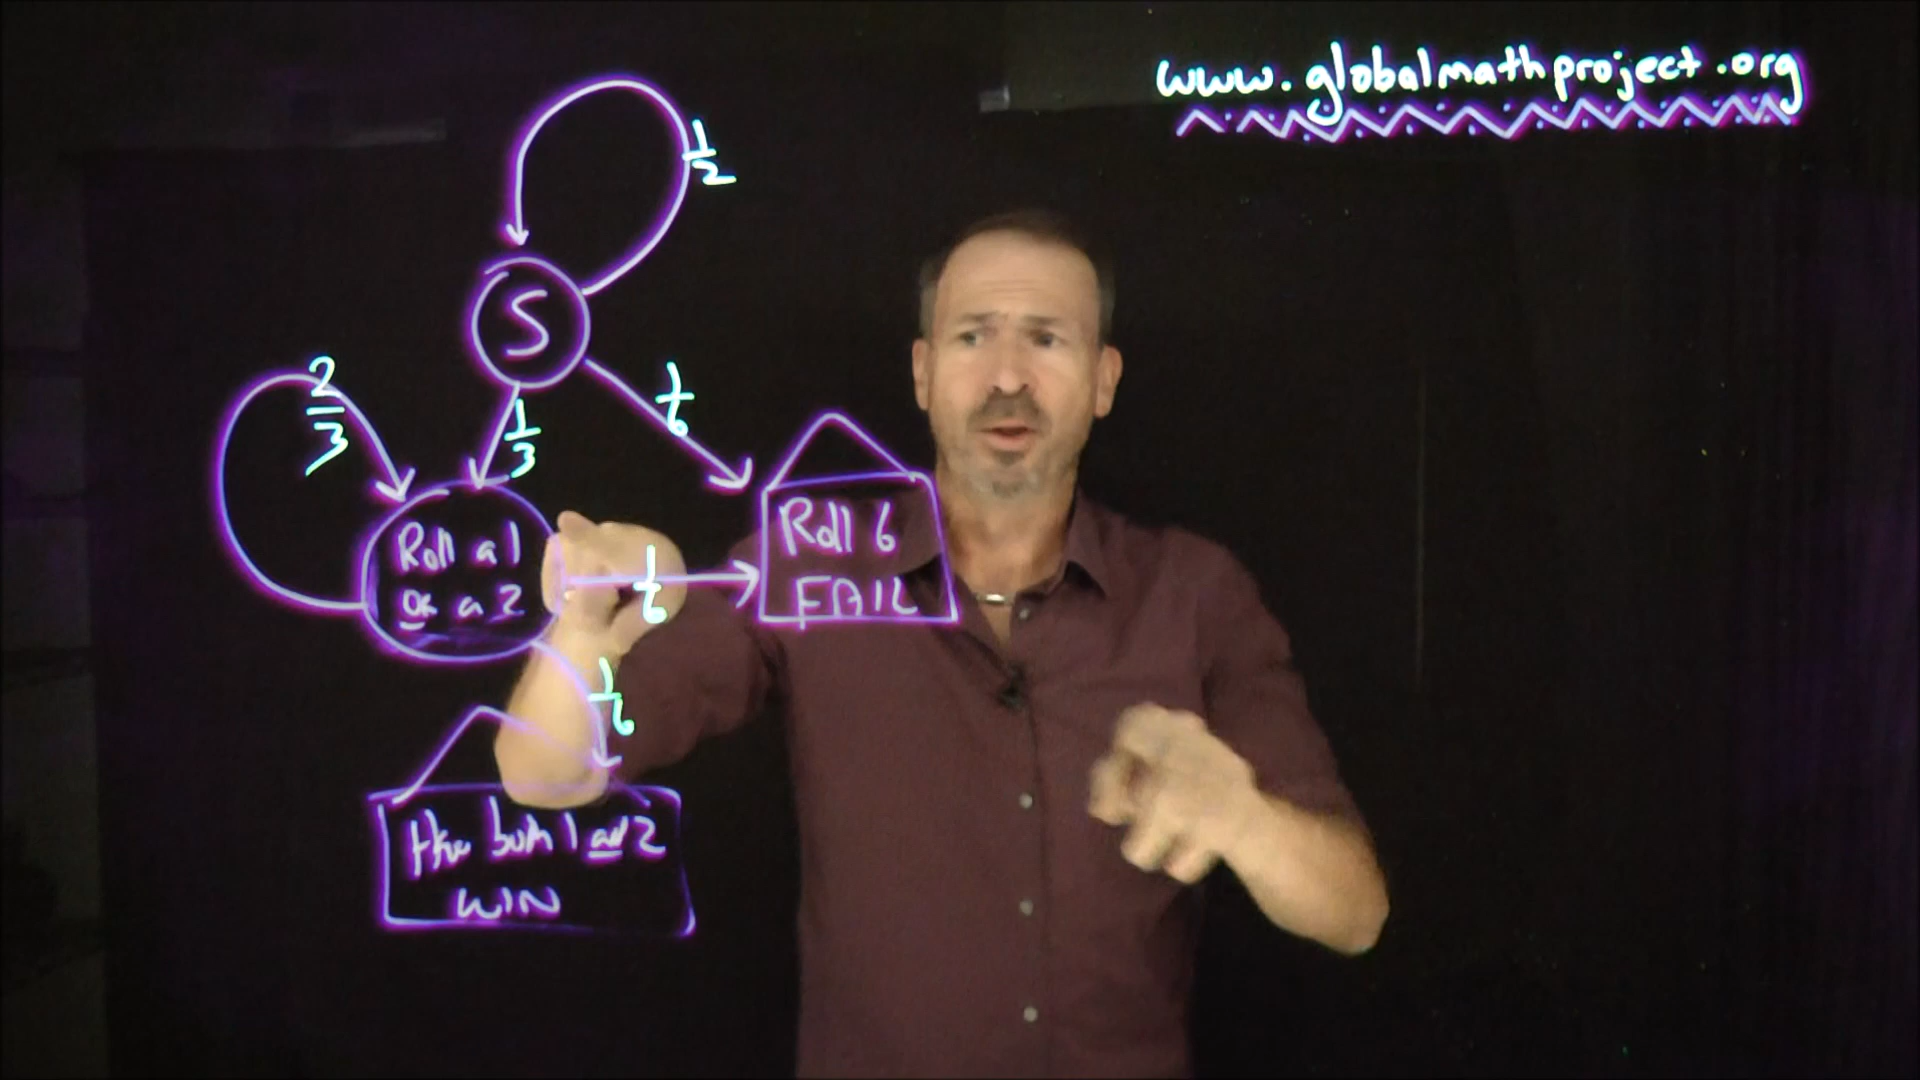 www.globalmathproject.org
1/2
S
2/3
1/3
1/6
Roll a 1
OR a 2
1/6
Roll 6
FAIL
1/6
both 1 and 2
WIN